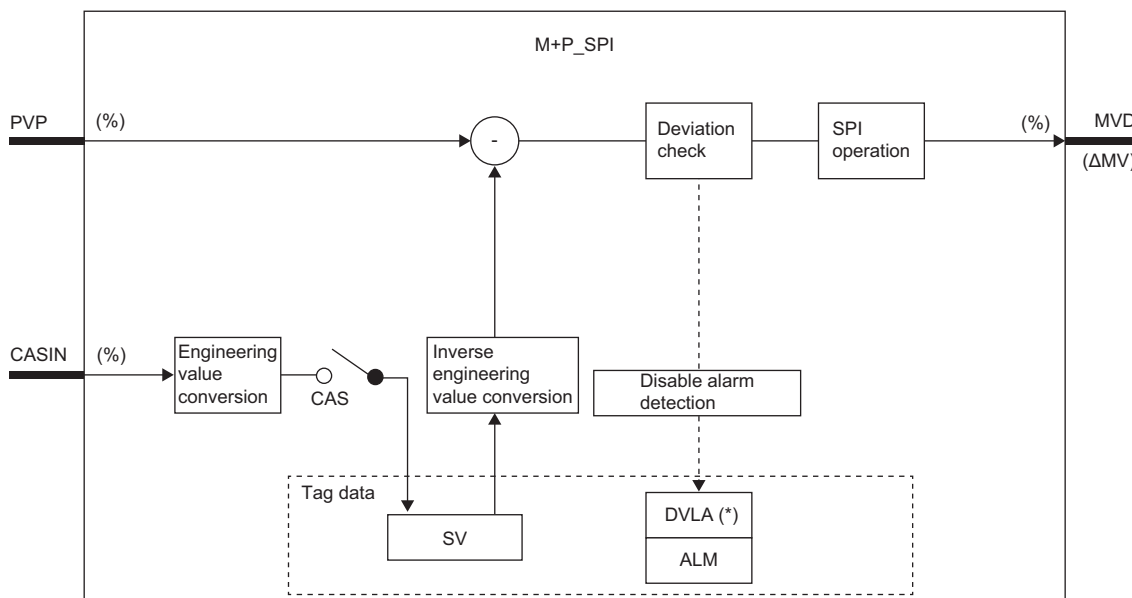 M+P_SPI
PVP
(%)
-
Deviation
check
SPI
operation
(%)
MVD
(ΔMV)
CASIN
(%)
Engineering
value
conversion
CAS
Inverse
engineering
value conversion
Disable alarm
detection
Tag data
SV
DVLA (*)
ALM